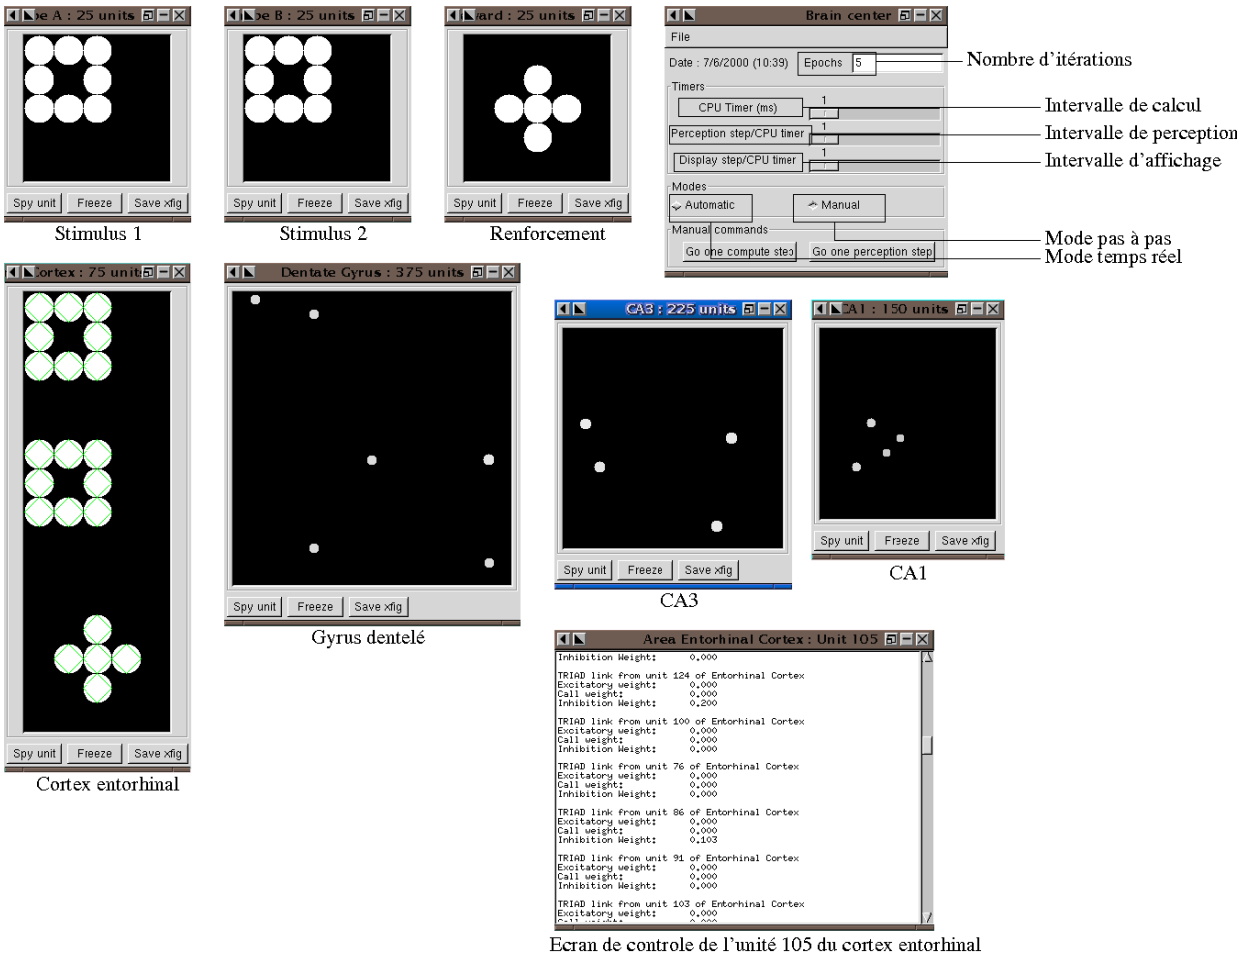 pe A : 25 units
Spy unit Freeze Save xfig
Stimulus 1
pe B : 25 units
Spy unit Freeze Save xfig
Stimulus 2
ward : 25 units
Spy unit Freeze Save xfig
Renforcement
Brain center
File
Date : 7/6/2000 (10:39) Epochs 5
Nombre d'itérations
Timers
CPU Timer (ms) 1
Intervalle de calcul
Perception step/CPU timer 1
Intervalle de perception
Display step/CPU timer 1
Intervalle d'affichage
Modes
Automatic Manual
Manual commands
Go one compute step Go one perception step
Mode pas à pas
Mode temps réel
Cortex : 75 units
Spy unit Freeze Save xfig
Cortex entorhinal
Dentate Gyrus : 375 units
Spy unit Freeze Save xfig
Gyrus dentelé
CA3 : 225 units
Spy unit Freeze Save xfig
CA3
CA1 : 150 units
Spy unit Freeze Save xfig
CA1
Area Entorhinal Cortex : Unit 105
Inhibition Weight: 0.000
TRIAD link from unit 124 of Entorhinal Cortex
Excitatory weight: 0.000
Call weight: 0.000
Inhibition Weight: 0.200
TRIAD link from unit 100 of Entorhinal Cortex
Excitatory weight: 0.000
Call weight: 0.000
Inhibition Weight: 0.000
TRIAD link from unit 76 of Entorhinal Cortex
Excitatory weight: 0.000
Call weight: 0.000
Inhibition Weight: 0.000
TRIAD link from unit 86 of Entorhinal Cortex
Excitatory weight: 0.000
Call weight: 0.000
Inhibition Weight: 0.103
TRIAD link from unit 91 of Entorhinal Cortex
Excitatory weight: 0.000
Call weight: 0.000
Inhibition Weight: 0.000
TRIAD link from unit 103 of Entorhinal Cortex
Excitatory weight: 0.000
Ecran de controle de l'unité 105 du cortex entorhinal